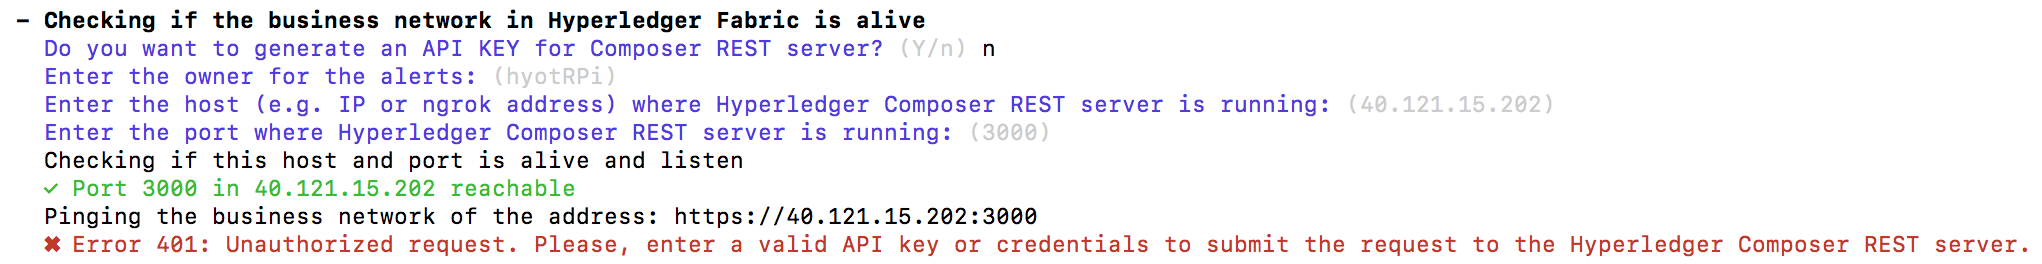 – Checking if the business network in Hyperledger Fabric is alive
Do you want to generate an API KEY for Composer REST server? (Y/n) n
Enter the owner for the alerts: (hyotRPi)
Enter the host (e.g. IP or ngrok address) where Hyperledger Composer REST server is running: (40.121.15.202)
Enter the port where Hyperledger Composer REST server is running: (3000)
Checking if this host and port is alive and listen
✓ Port 3000 in 40.121.15.202 reachable
Pinging the business network of the address: https://40.121.15.202:3000
✖ Error 401: Unauthorized request. Please, enter a valid API key or credentials to submit the request to the Hyperledger Composer REST server.